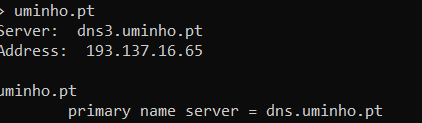 > uminho.pt
Server:  dns3.uminho.pt
Address:  193.137.16.65

uminho.pt
        primary name server = dns.uminho.pt